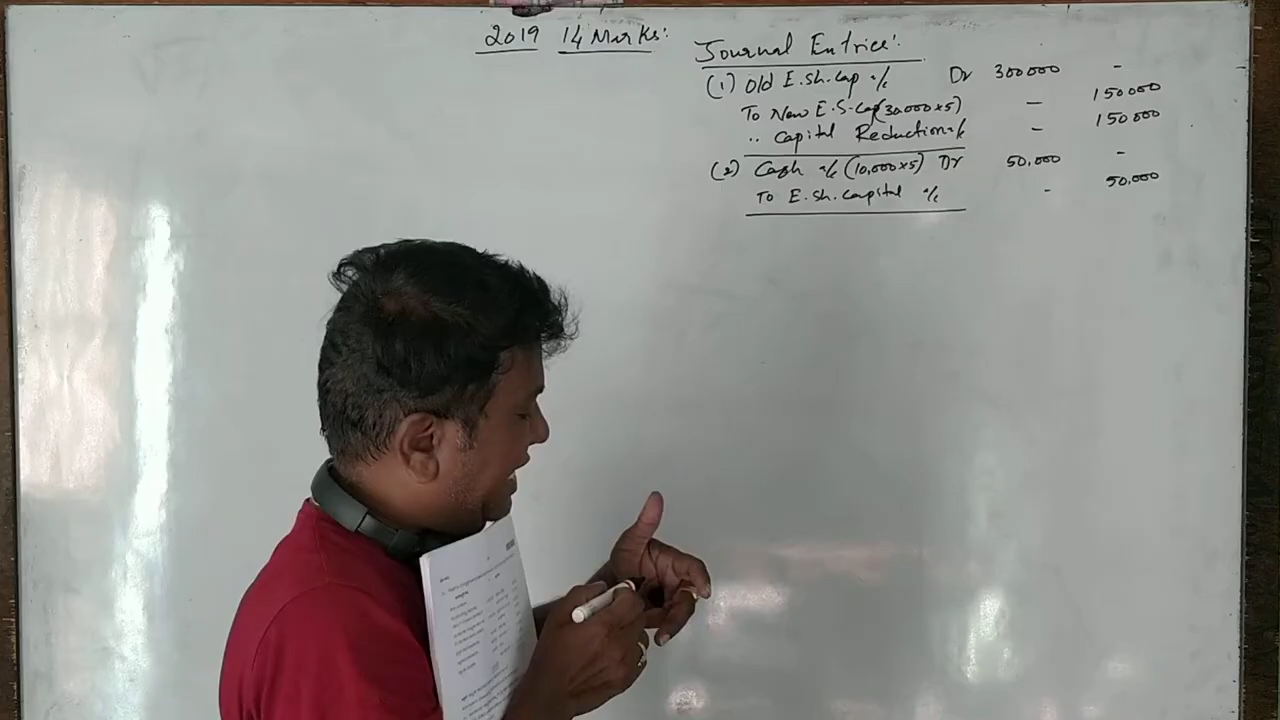 2019 14 Marks:
Journal Entries:
(1) Old E.Sh.Cap a/c Dr 300000 -
To New E.S.Cap (30,000x5) - 150000
,, Capital Reduction a/c - 150000
(2) Cash a/c (10,000x5) Dr 50,000 -
To E.Sh.Capital a/c - 50,000